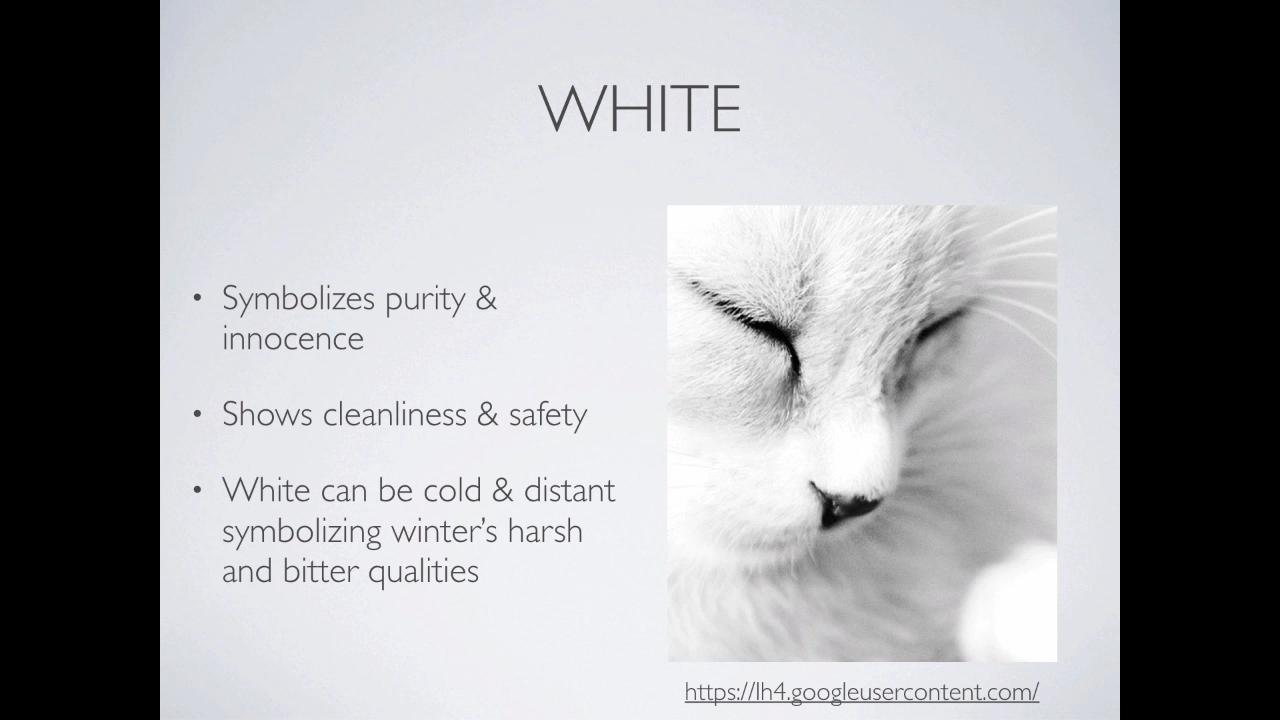 WHITE
• Symbolizes purity &
innocence
• Shows cleanliness & safety
• White can be cold & distant
symbolizing winter’s harsh
and bitter qualities
https://lh4.googleusercontent.com/